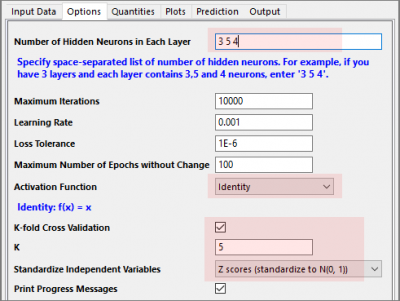 Input Data Options Quantities Plots Prediction Output
Number of Hidden Neurons in Each Layer 3 5 4
Specify space-separated list of number of hidden neurons. For example, if you
have 3 layers and each layer contains 3,5 and 4 neurons, enter '3 5 4'.
Maximum Iterations 10000
Learning Rate 0.001
Loss Tolerance 1E-6
Maximum Number of Epochs without Change 100
Activation Function Identity
Identity: f(x) = x
K-fold Cross Validation
K 5
Standardize Independent Variables Z scores (standardize to N(0, 1))
Print Progress Messages